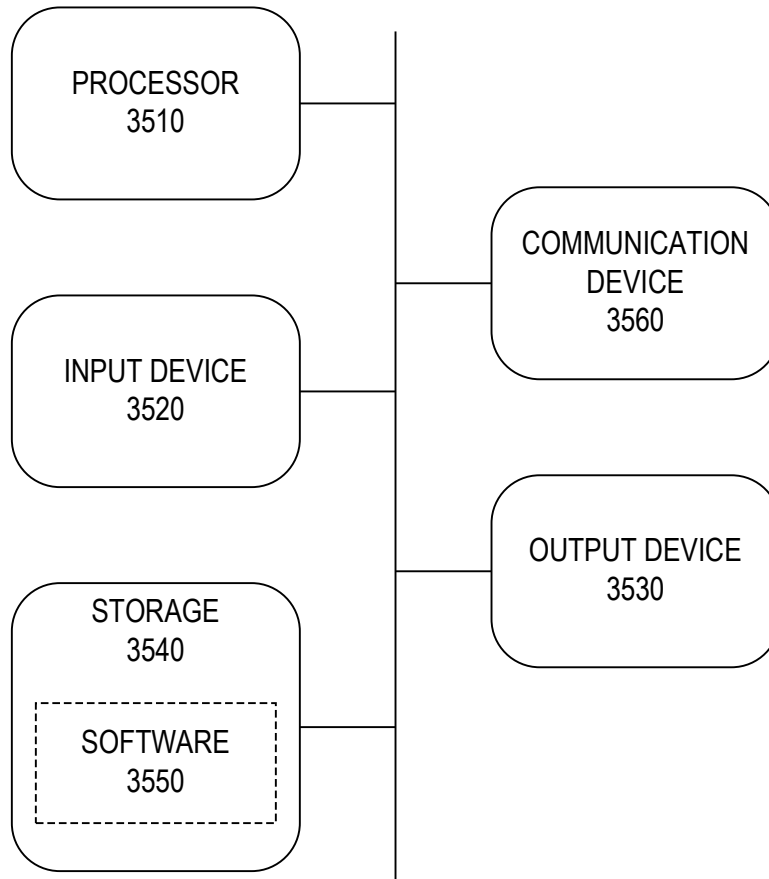 PROCESSOR
3510
COMMUNICATION
DEVICE
3560
INPUT DEVICE
3520
OUTPUT DEVICE
3530
STORAGE
3540
SOFTWARE
3550